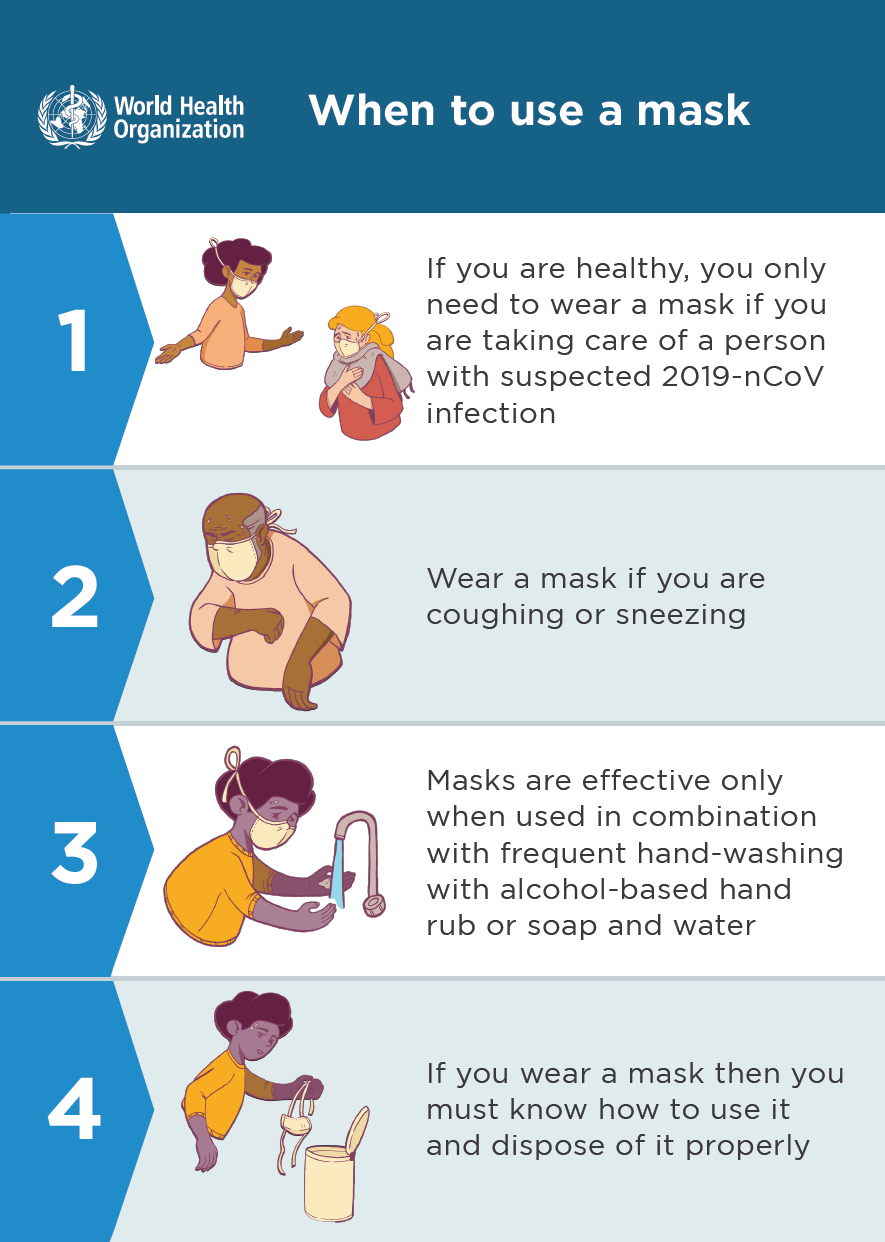 World Health
Organization
When to use a mask
1
If you are healthy, you only
need to wear a mask if you
are taking care of a person
with suspected 2019-nCoV
infection
2
Wear a mask if you are
coughing or sneezing
3
Masks are effective only
when used in combination
with frequent hand-washing
with alcohol-based hand
rub or soap and water
4
If you wear a mask then you
must know how to use it
and dispose of it properly